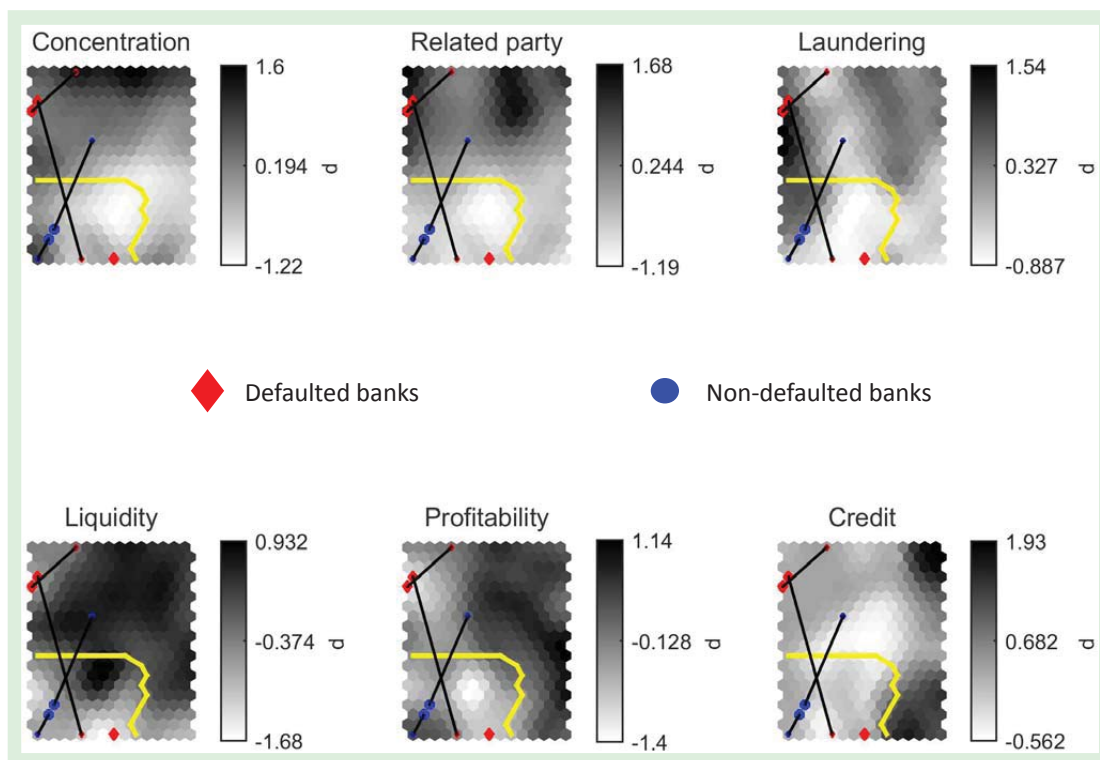 Concentration
1.6
0.194
d
-1.22
Related party
1.68
0.244
d
-1.19
Laundering
1.54
0.327
d
-0.887
Defaulted banks
Non-defaulted banks
Liquidity
0.932
-0.374
d
-1.68
Profitability
1.14
-0.128
d
-1.4
Credit
1.93
0.682
d
-0.562